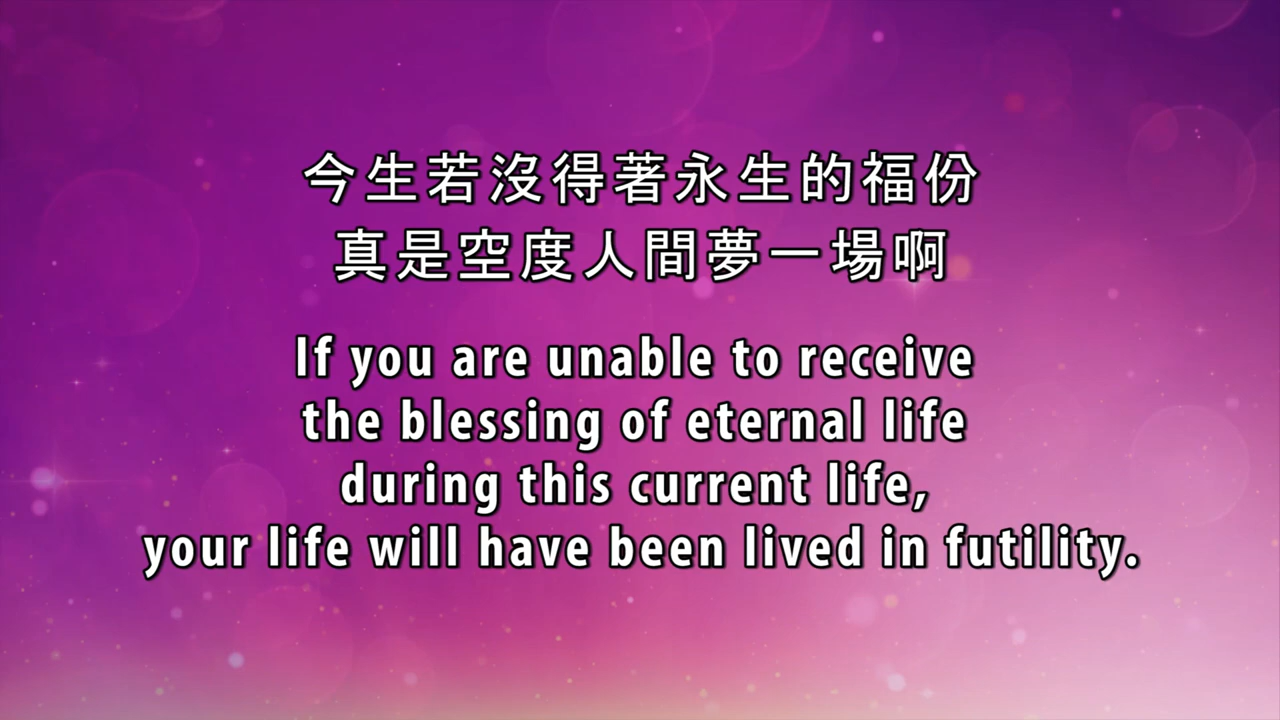 今生若沒得著永生的福份
真是空度人間夢一場啊
If you are unable to receive
the blessing of eternal life
during this current life,
your life will have been lived in futility.